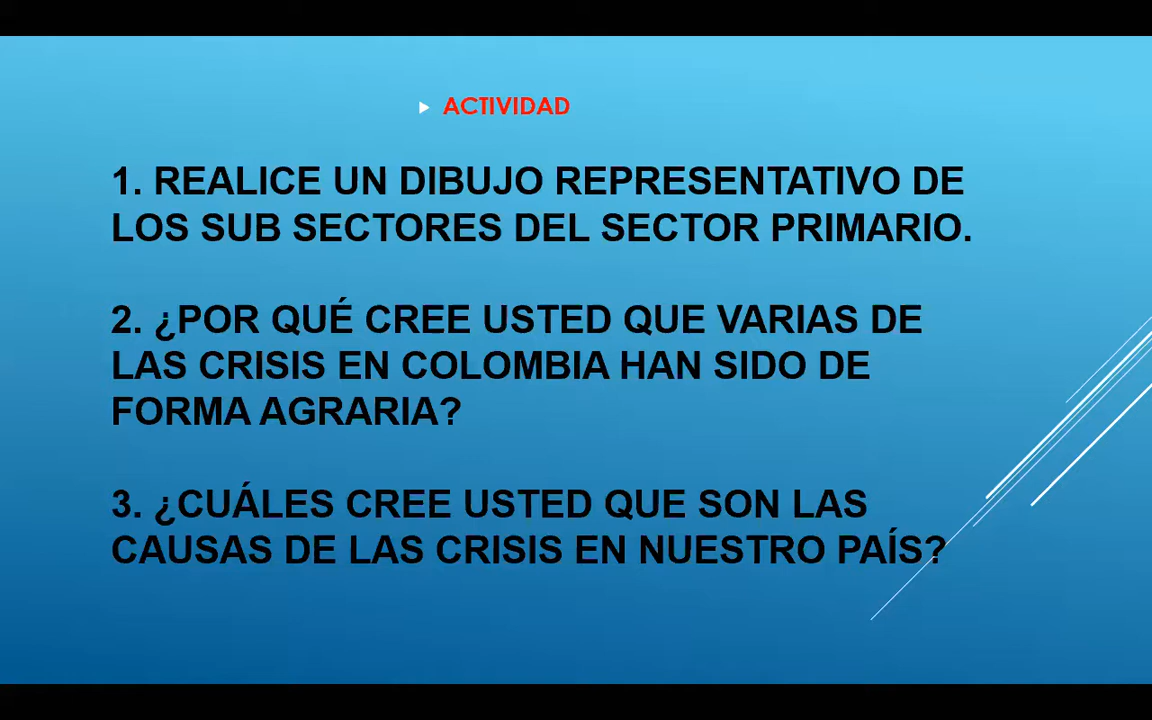 ACTIVIDAD
1. REALICE UN DIBUJO REPRESENTATIVO DE
LOS SUB SECTORES DEL SECTOR PRIMARIO.
2. ¿POR QUÉ CREE USTED QUE VARIAS DE
LAS CRISIS EN COLOMBIA HAN SIDO DE
FORMA AGRARIA?
3. ¿CUÁLES CREE USTED QUE SON LAS
CAUSAS DE LAS CRISIS EN NUESTRO PAÍS?